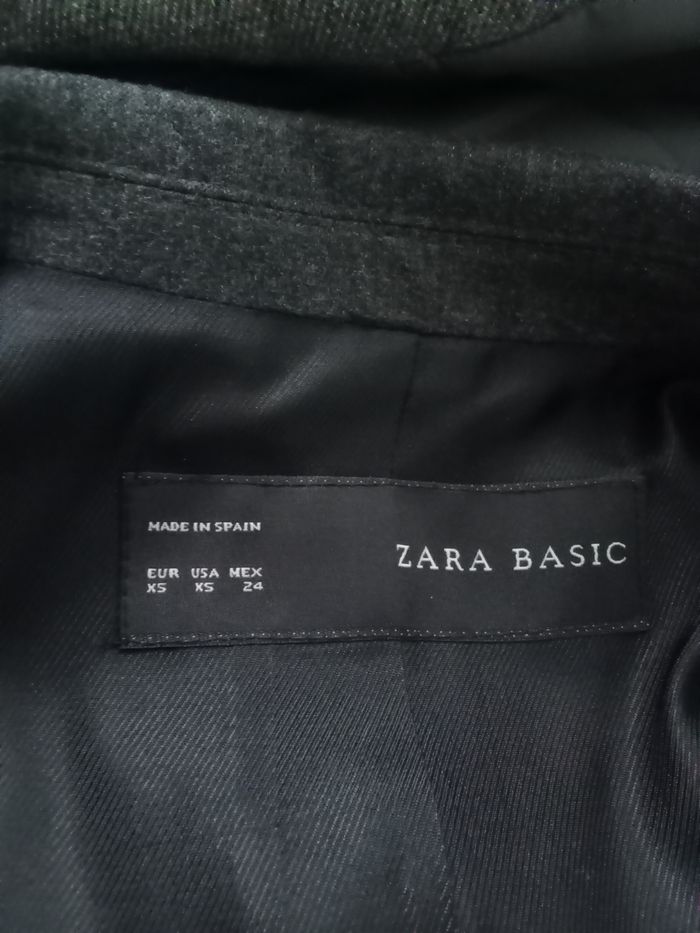 MADE IN SPAIN
EUR USA MEX
XS XS 24
ZARA BASIC